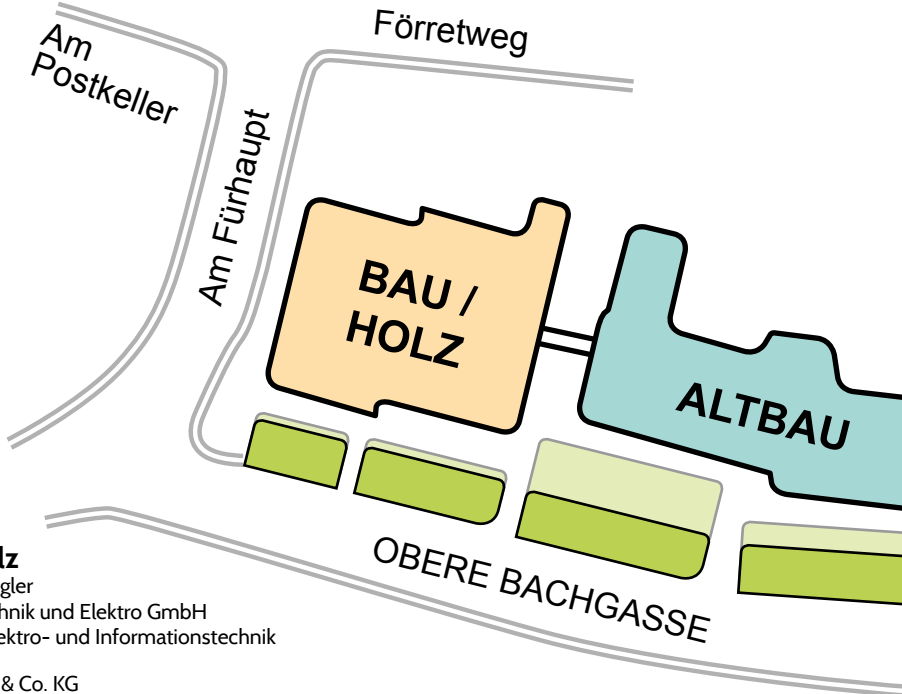 Förretweg
Am
Postkeller
Am Fürhaupt
BAU /
HOLZ
ALTBAU
OBERE BACHGASSE
lz
gler
hnik und Elektro GmbH
ektro- und Informationstechnik
& Co. KG